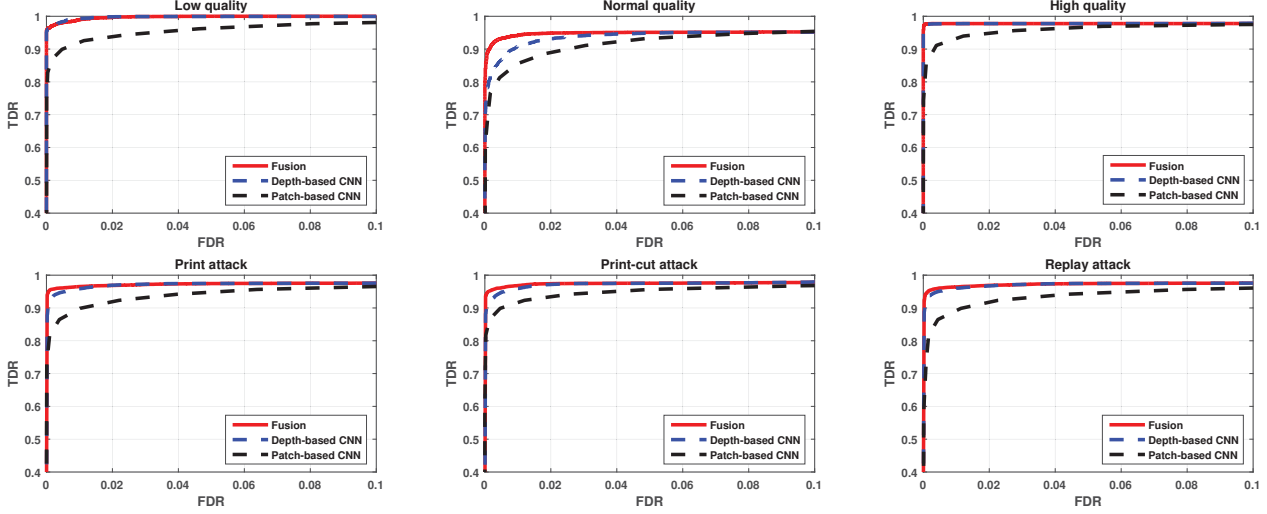 Low quality
1
0.9
0.8
0.7
0.6
0.5
0.4
TDR
0 0.02 0.04 0.06 0.08 0.1
FDR
Fusion
Depth-based CNN
Patch-based CNN
Normal quality
1
0.9
0.8
0.7
0.6
0.5
0.4
TDR
0 0.02 0.04 0.06 0.08 0.1
FDR
Fusion
Depth-based CNN
Patch-based CNN
High quality
1
0.9
0.8
0.7
0.6
0.5
0.4
TDR
0 0.02 0.04 0.06 0.08 0.1
FDR
Fusion
Depth-based CNN
Patch-based CNN
Print attack
1
0.9
0.8
0.7
0.6
0.5
0.4
TDR
0 0.02 0.04 0.06 0.08 0.1
FDR
Fusion
Depth-based CNN
Patch-based CNN
Print-cut attack
1
0.9
0.8
0.7
0.6
0.5
0.4
TDR
0 0.02 0.04 0.06 0.08 0.1
FDR
Fusion
Depth-based CNN
Patch-based CNN
Replay attack
1
0.9
0.8
0.7
0.6
0.5
0.4
TDR
0 0.02 0.04 0.06 0.08 0.1
FDR
Fusion
Depth-based CNN
Patch-based CNN